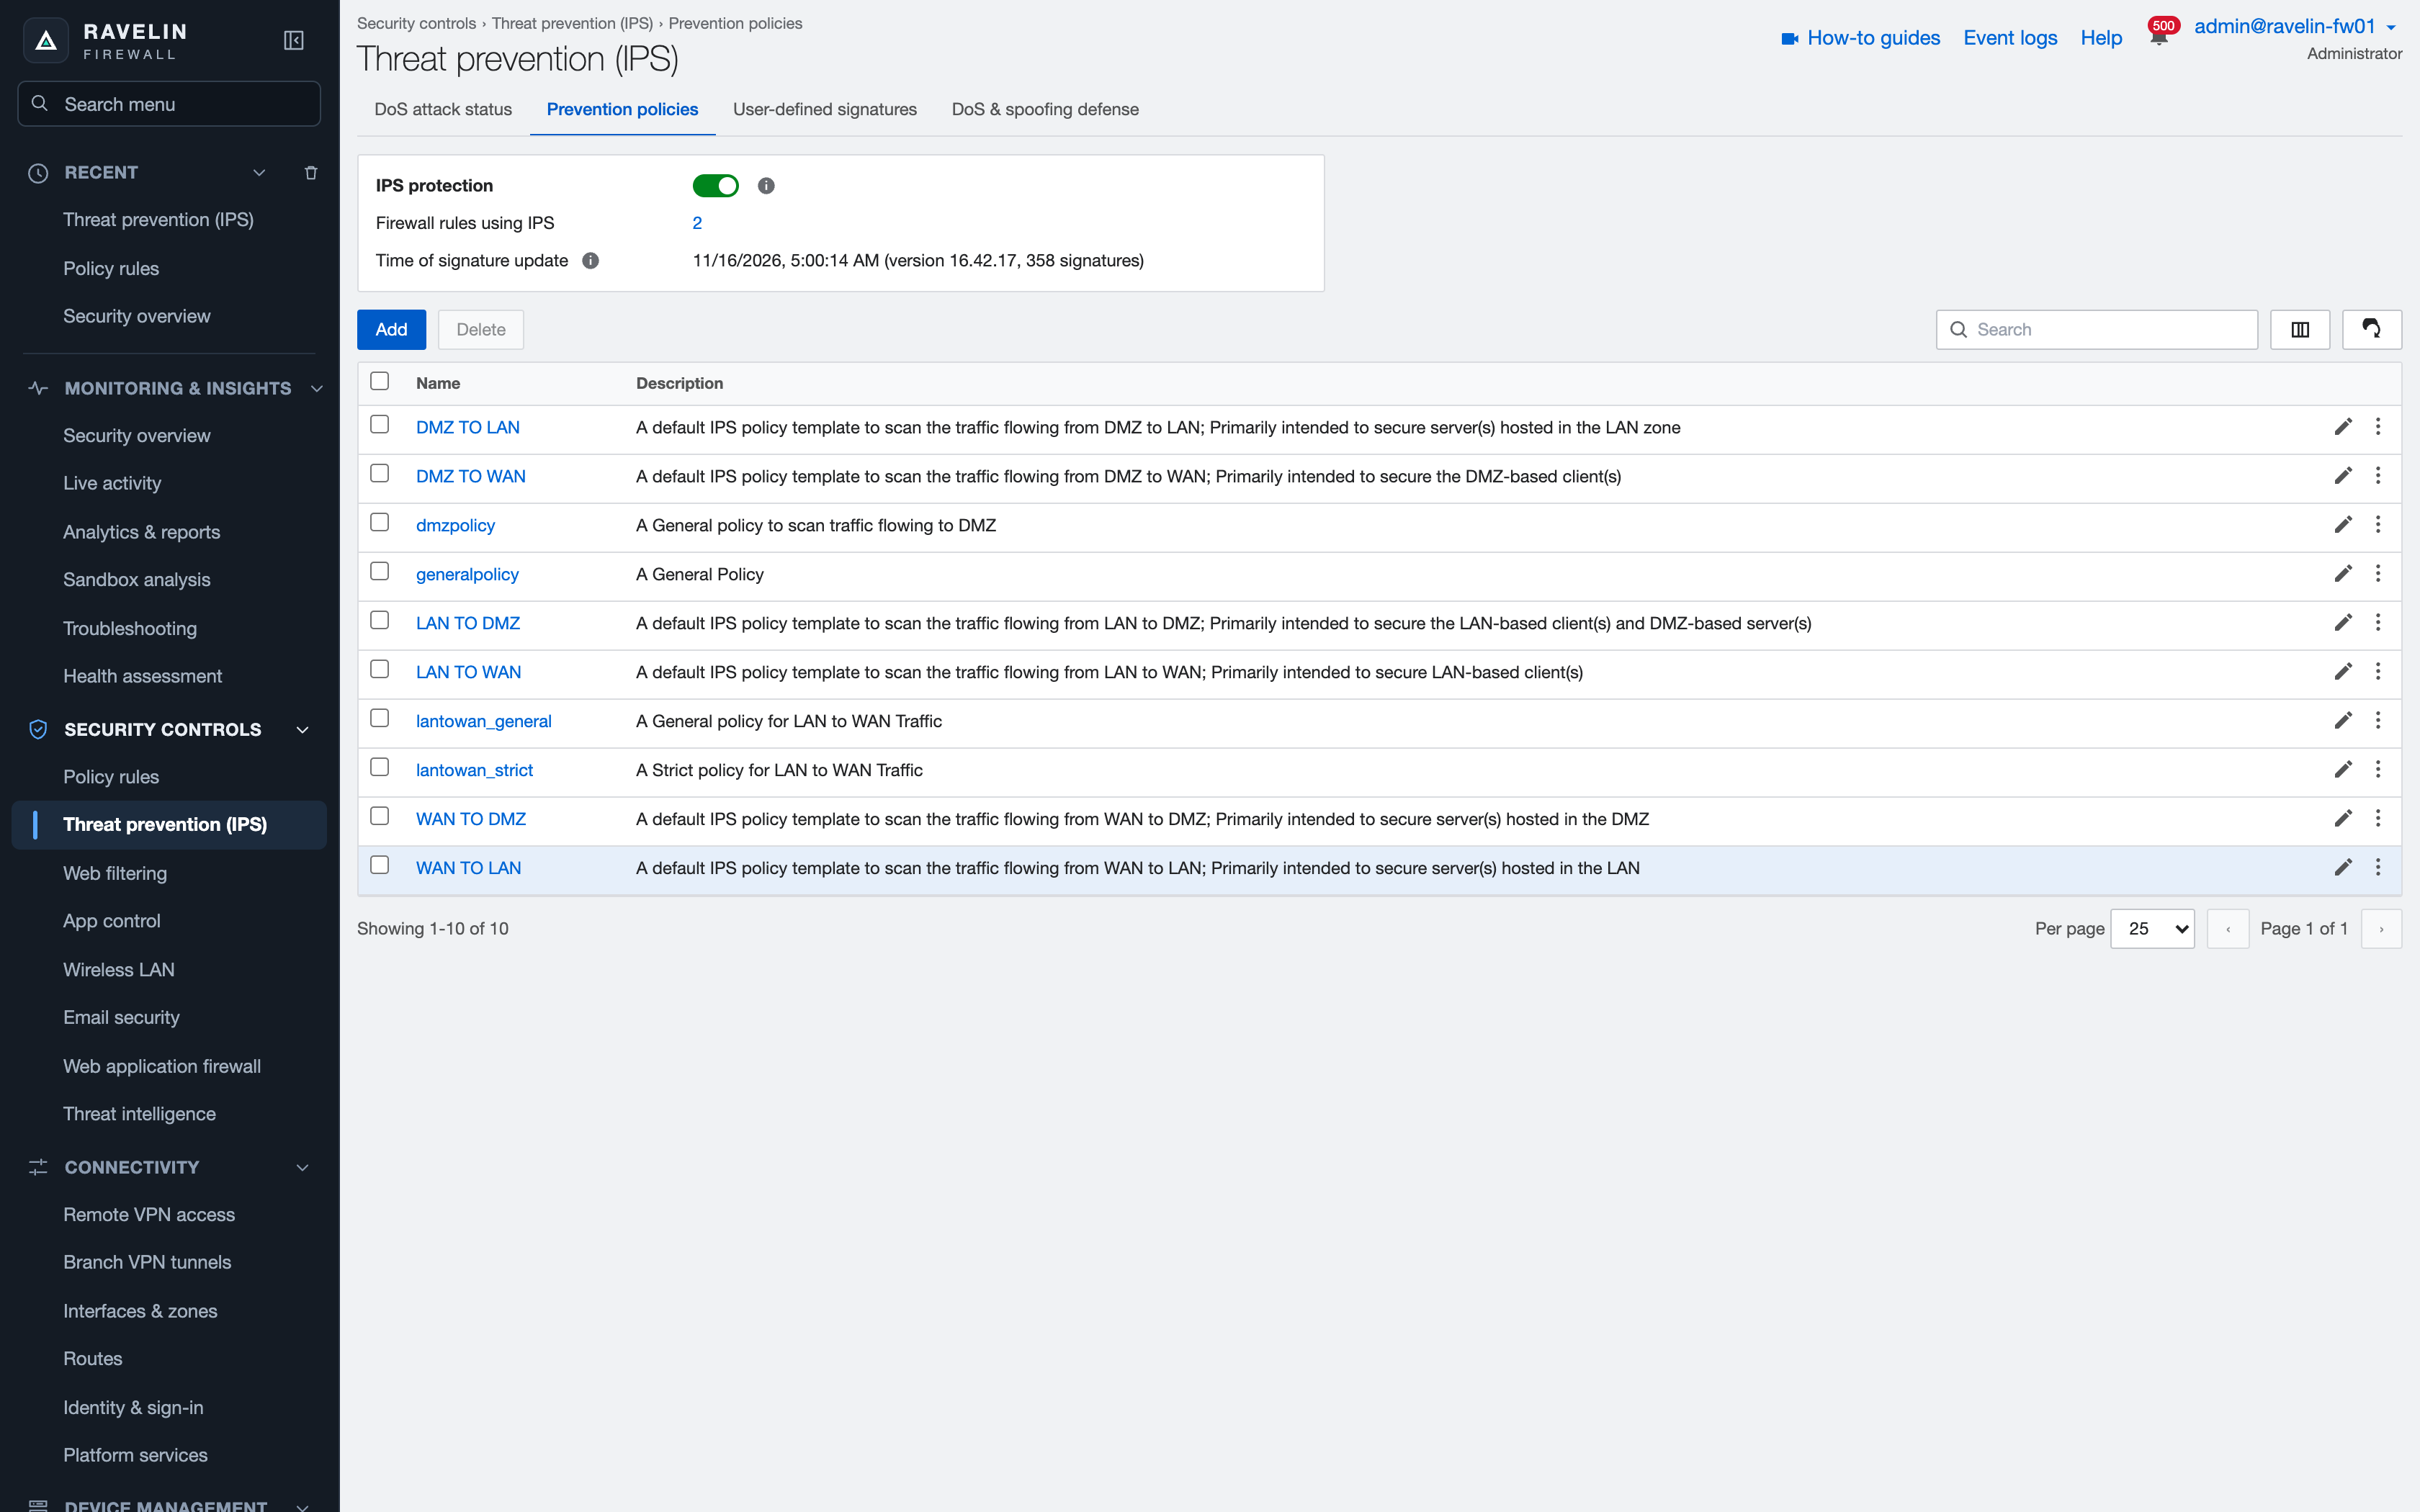 RAVELIN
FIREWALL
Search menu
RECENT
Threat prevention (IPS)
Policy rules
Security overview
MONITORING & INSIGHTS
Security overview
Live activity
Analytics & reports
Sandbox analysis
Troubleshooting
Health assessment
SECURITY CONTROLS
Policy rules
Threat prevention (IPS)
Web filtering
App control
Wireless LAN
Email security
Web application firewall
Threat intelligence
CONNECTIVITY
Remote VPN access
Branch VPN tunnels
Interfaces & zones
Routes
Identity & sign-in
Platform services
DEVICE MANAGEMENT
Security controls › Threat prevention (IPS) › Prevention policies
Threat prevention (IPS)
How-to guides Event logs Help 500 admin@ravelin-fw01
Administrator
DoS attack status Prevention policies User-defined signatures DoS & spoofing defense
IPS protection
Firewall rules using IPS 2
Time of signature update 11/16/2026, 5:00:14 AM (version 16.42.17, 358 signatures)
Add Delete Search
Name Description
DMZ TO LAN A default IPS policy template to scan the traffic flowing from DMZ to LAN; Primarily intended to secure server(s) hosted in the LAN zone
DMZ TO WAN A default IPS policy template to scan the traffic flowing from DMZ to WAN; Primarily intended to secure the DMZ-based client(s)
dmzpolicy A General policy to scan traffic flowing to DMZ
generalpolicy A General Policy
LAN TO DMZ A default IPS policy template to scan the traffic flowing from LAN to DMZ; Primarily intended to secure the LAN-based client(s) and DMZ-based server(s)
LAN TO WAN A default IPS policy template to scan the traffic flowing from LAN to WAN; Primarily intended to secure LAN-based client(s)
lantowan_general A General policy for LAN to WAN Traffic
lantowan_strict A Strict policy for LAN to WAN Traffic
WAN TO DMZ A default IPS policy template to scan the traffic flowing from WAN to DMZ; Primarily intended to secure server(s) hosted in the DMZ
WAN TO LAN A default IPS policy template to scan the traffic flowing from WAN to LAN; Primarily intended to secure server(s) hosted in the LAN
Showing 1-10 of 10 Per page 25 ‹ Page 1 of 1 ›